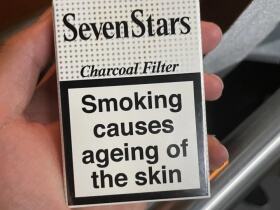 SevenStars
Charcoal Filter
Smoking
causes
ageing of
the skin